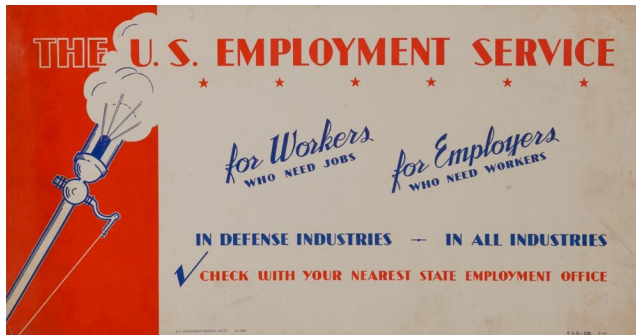 THE U. S. EMPLOYMENT SERVICE
for Workers
WHO NEED JOBS
for Employers
WHO NEED WORKERS
IN DEFENSE INDUSTRIES — IN ALL INDUSTRIES
CHECK WITH YOUR NEAREST STATE EMPLOYMENT OFFICE